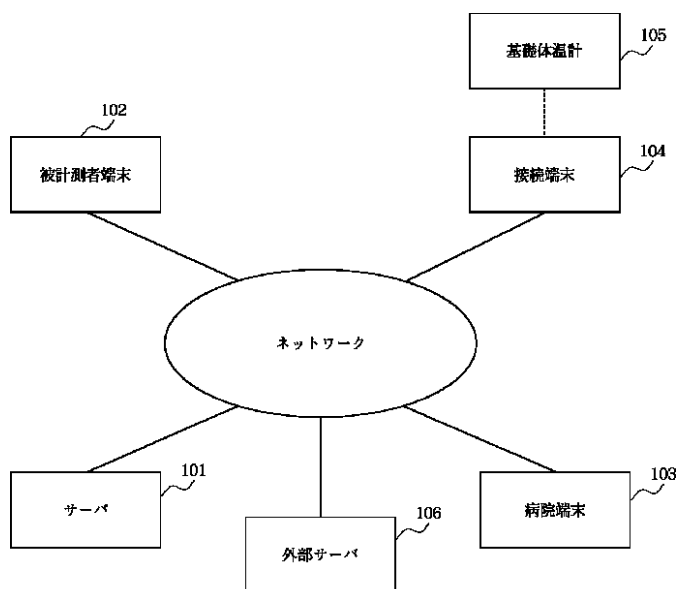 105
基礎体温計
102
104
被計測者端末
接続端末
ネットワーク
101
103
サーバ
106
病院端末
外部サーバ